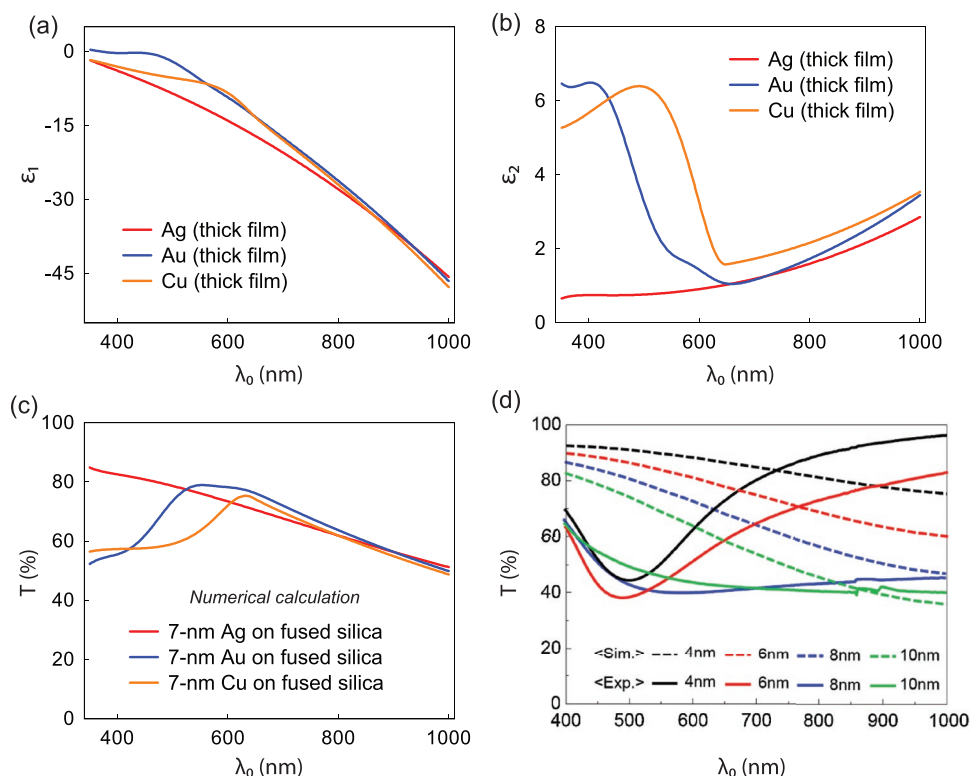 (a)
0
-15
-30
-45
ε1
Ag (thick film)
Au (thick film)
Cu (thick film)
400 600 800 1000
λ0 (nm)
(b)
8
6
4
2
0
ε2
Ag (thick film)
Au (thick film)
Cu (thick film)
400 600 800 1000
λ0 (nm)
(c)
100
80
60
40
20
0
T (%)
Numerical calculation
7-nm Ag on fused silica
7-nm Au on fused silica
7-nm Cu on fused silica
400 600 800 1000
λ0 (nm)
(d)
100
80
60
40
20
0
T (%)
<Sim.> 4nm 6nm 8nm 10nm
<Exp.> 4nm 6nm 8nm 10nm
400 500 600 700 800 900 1000
λ0 (nm)